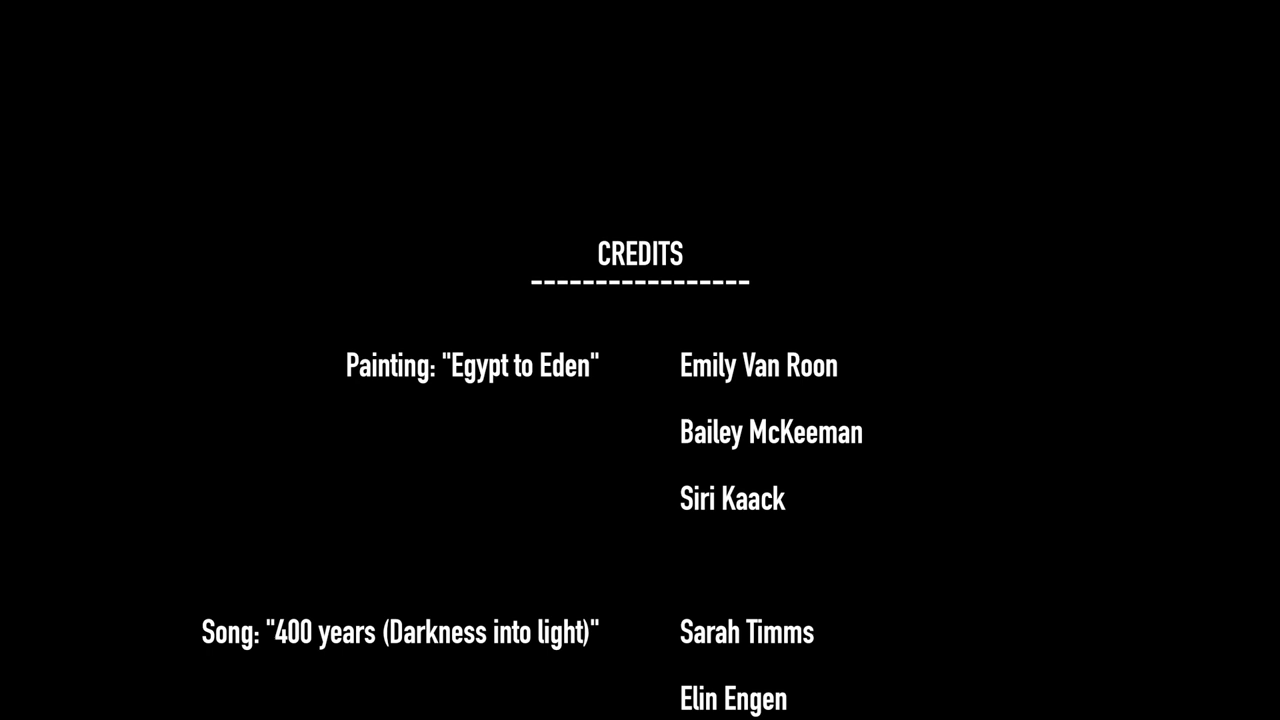 CREDITS
-----------------
Painting: "Egypt to Eden" Emily Van Roon
Bailey McKeeman
Siri Kaack
Song: "400 years (Darkness into light)" Sarah Timms
Elin Engen